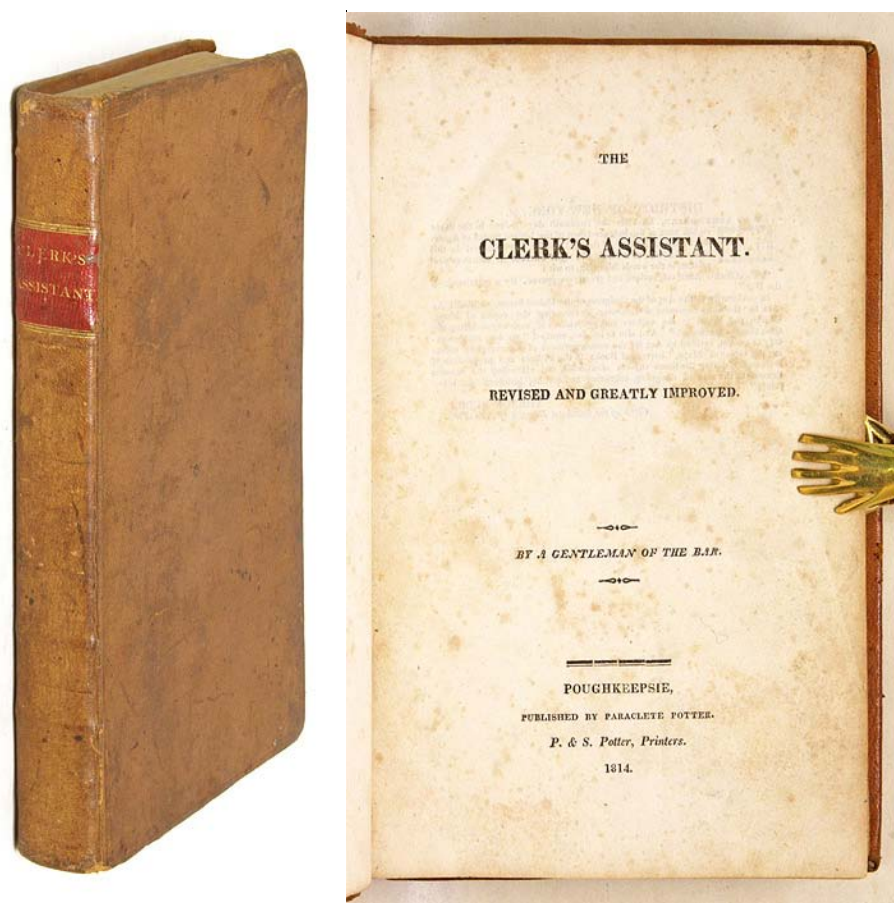 CLERK'S
ASSISTANT
THE
CLERK'S ASSISTANT.
REVISED AND GREATLY IMPROVED.
BY A GENTLEMAN OF THE BAR.
POUGHKEEPSIE,
PUBLISHED BY PARACLETE POTTER.
P. & S. Potter, Printers.
1814.